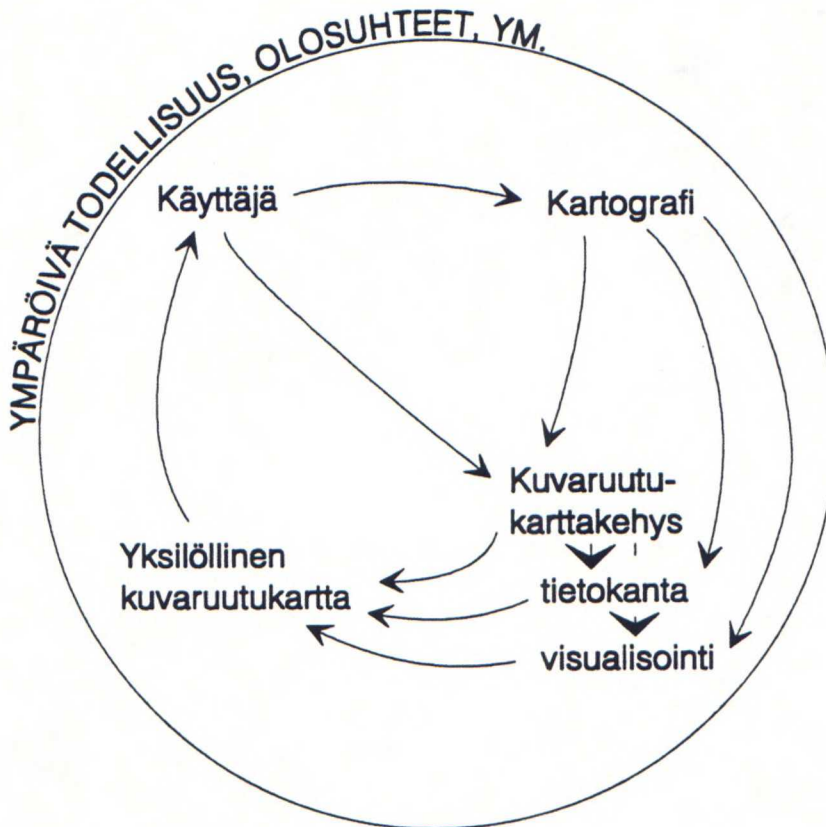 YMPÄRÖIVÄ TODELLISUUS, OLOSUHTEET, YM.
Käyttäjä
Kartografi
Kuvaruutu-
karttakehys
Yksilöllinen
kuvaruutukartta
tietokanta
visualisointi